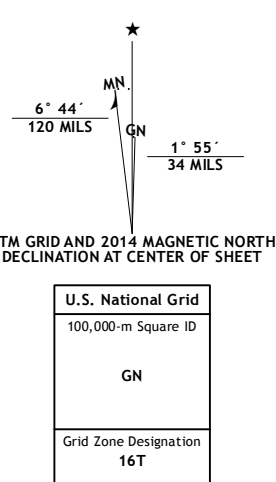 ★
MN.
6° 44´
120 MILS
GN
1° 55´
34 MILS
TM GRID AND 2014 MAGNETIC NORTH
DECLINATION AT CENTER OF SHEET
U.S. National Grid
100,000-m Square ID
GN
Grid Zone Designation
16T